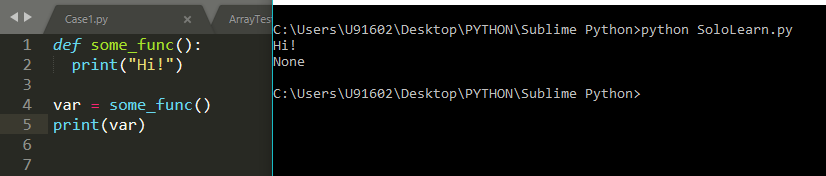 Case1.py × ArrayTes
1 def some_func():
2   print("Hi!")
3
4 var = some_func()
5 print(var)
6
7
C:\Users\U91602\Desktop\PYTHON\Sublime Python>python SoloLearn.py
Hi!
None
C:\Users\U91602\Desktop\PYTHON\Sublime Python>